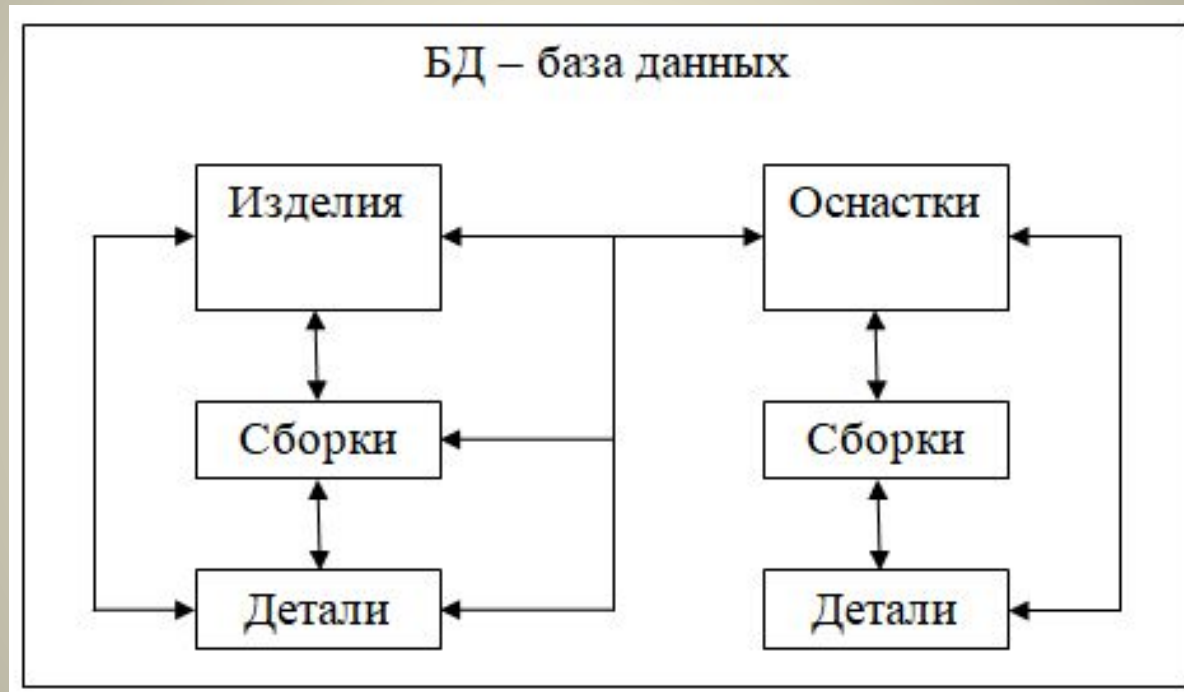 БД – база данных
Изделия
Оснастки
Сборки
Сборки
Детали
Детали